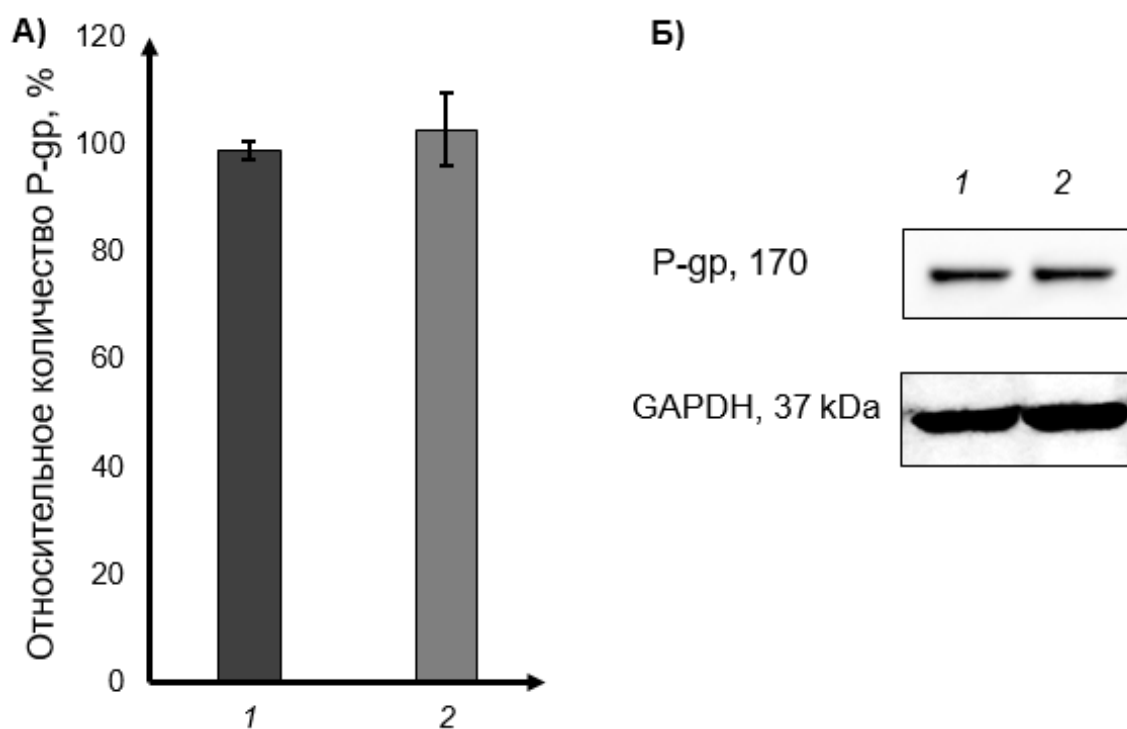 А)
Относительное количество P-gp, %
120
100
80
60
40
20
0
1
2
Б)
1 2
P-gp, 170
GAPDH, 37 kDa